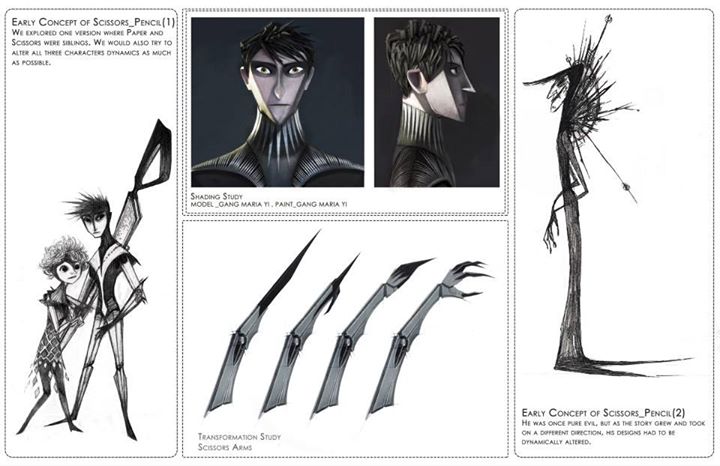 Early Concept of Scissors_Pencil(1)
We explored one version where Paper and
Scissors were siblings. We would also try to
alter all three characters dynamics as much
as possible.
Shading Study
model _Gang Maria Yi . Paint_Gang Maria Yi
Transformation Study
Scissors Arms
Early Concept of Scissors_Pencil(2)
He was once pure evil, but as the story grew and took
on a different direction, his designs had to be
dynamically altered.